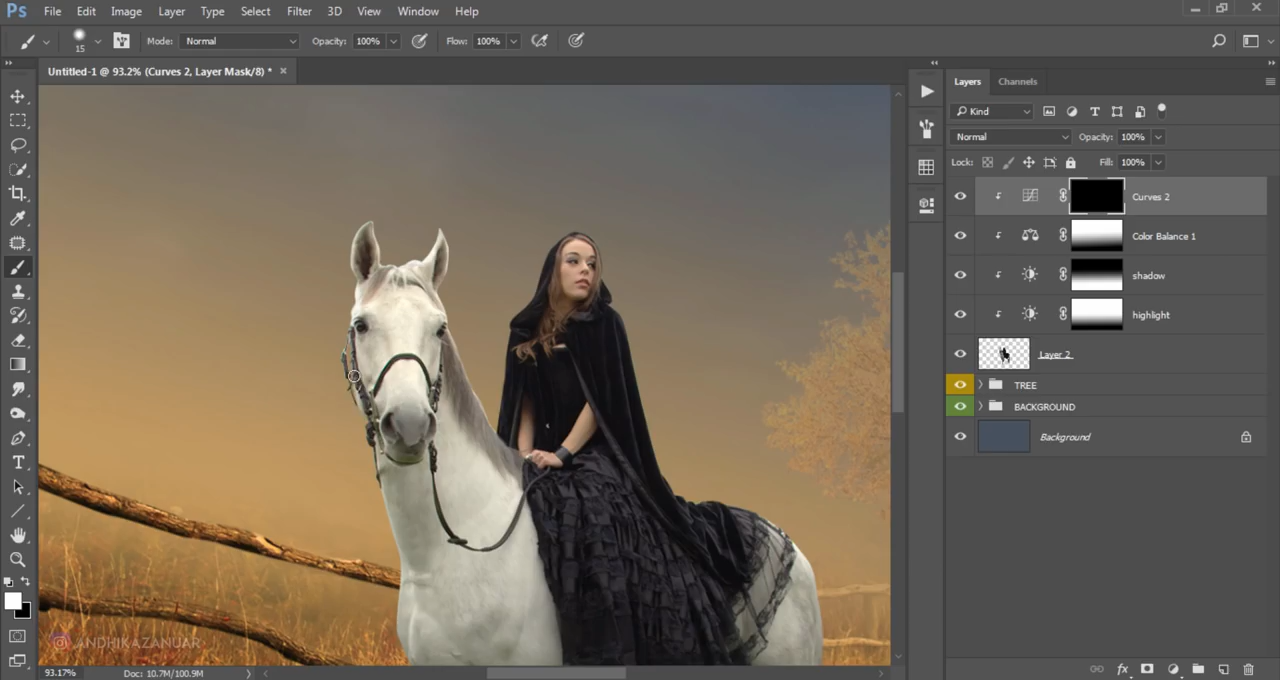 Ps File Edit Image Layer Type Select Filter 3D View Window Help
15 Mode: Normal Opacity: 100% Flow: 100%
Untitled-1 @ 93.2% (Curves 2, Layer Mask/8) * ×
Layers Channels
Kind
Normal Opacity: 100%
Lock: Fill: 100%
Curves 2
Color Balance 1
shadow
highlight
Layer 2
TREE
BACKGROUND
Background
ANDHIKAZANUAR
93.17% Doc: 10.7M/100.9M